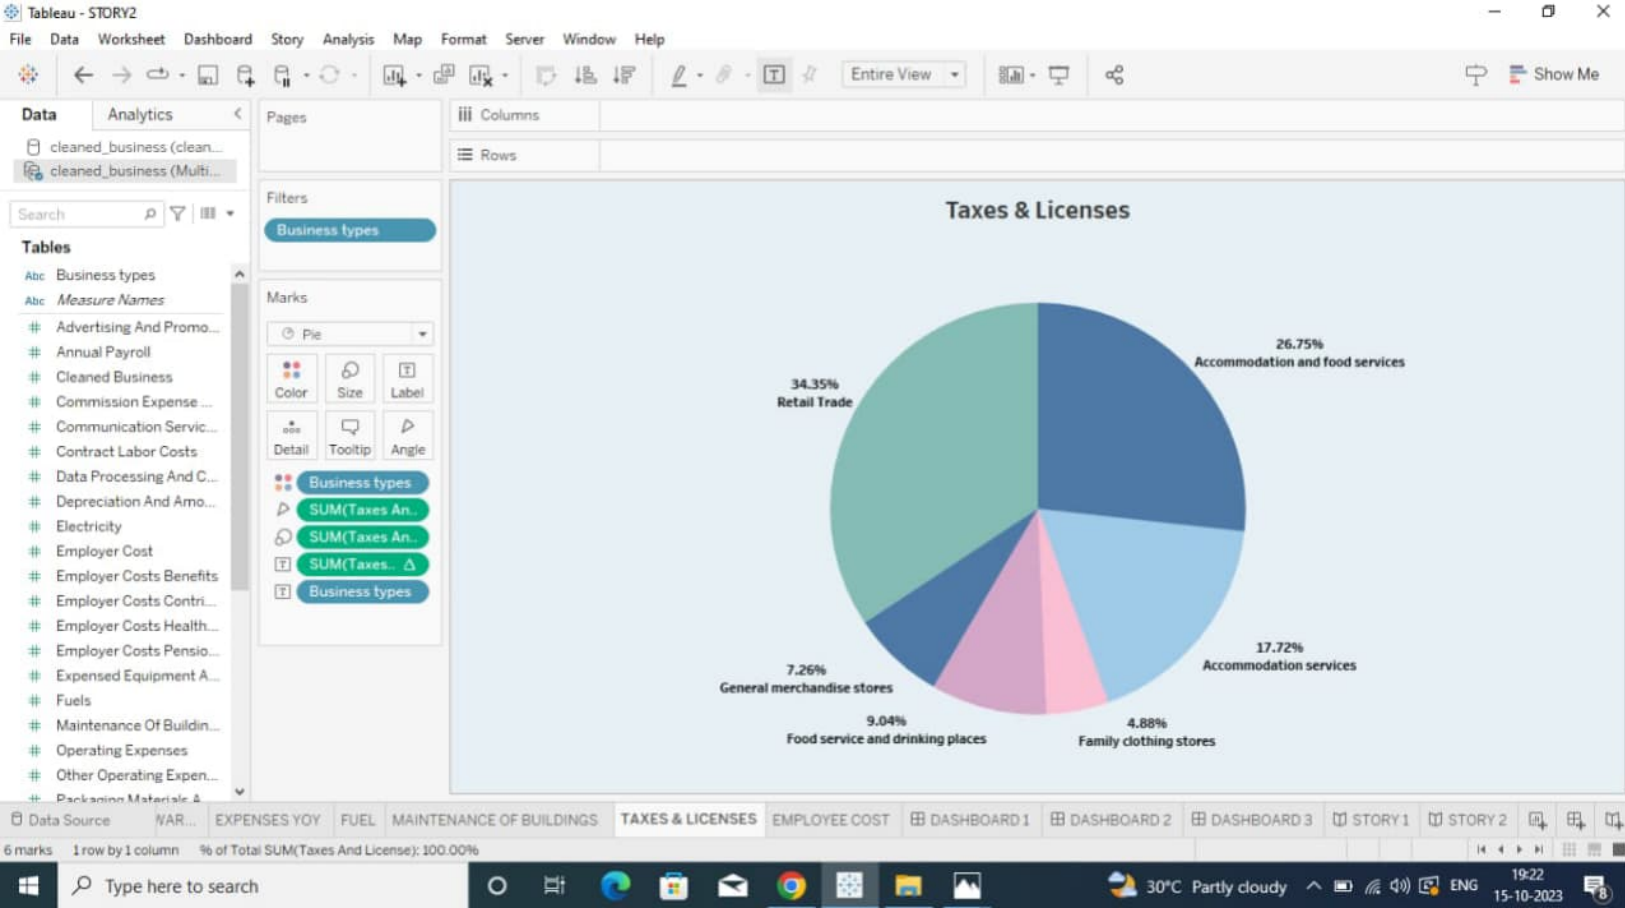 Tableau - STORY2
File Data Worksheet Dashboard Story Analysis Map Format Server Window Help
Entire View
Show Me
Data Analytics
cleaned_business (clean...
cleaned_business (Multi...
Search
Tables
Abc Business types
Abc Measure Names
# Advertising And Promo...
# Annual Payroll
# Cleaned Business
# Commission Expense ...
# Communication Servic...
# Contract Labor Costs
# Data Processing And C...
# Depreciation And Amo...
# Electricity
# Employer Cost
# Employer Costs Benefits
# Employer Costs Contri...
# Employer Costs Health...
# Employer Costs Pensio...
# Expensed Equipment A...
# Fuels
# Maintenance Of Buildin...
# Operating Expenses
# Other Operating Expen...
# Packaging Materials A
Pages
Filters
Business types
Marks
Pie
Color Size Label
Detail Tooltip Angle
Business types
SUM(Taxes An..
SUM(Taxes An..
SUM(Taxes.. Δ
Business types
Columns
Rows
Taxes & Licenses
26.75%
Accommodation and food services
34.35%
Retail Trade
17.72%
Accommodation services
7.26%
General merchandise stores
9.04%
Food service and drinking places
4.88%
Family clothing stores
Data Source WAR... EXPENSES YOY FUEL MAINTENANCE OF BUILDINGS TAXES & LICENSES EMPLOYEE COST DASHBOARD 1 DASHBOARD 2 DASHBOARD 3 STORY 1 STORY 2
6 marks 1 row by 1 column % of Total SUM(Taxes And License): 100.00%
Type here to search
30°C Partly cloudy
ENG
19:22
15-10-2023
8